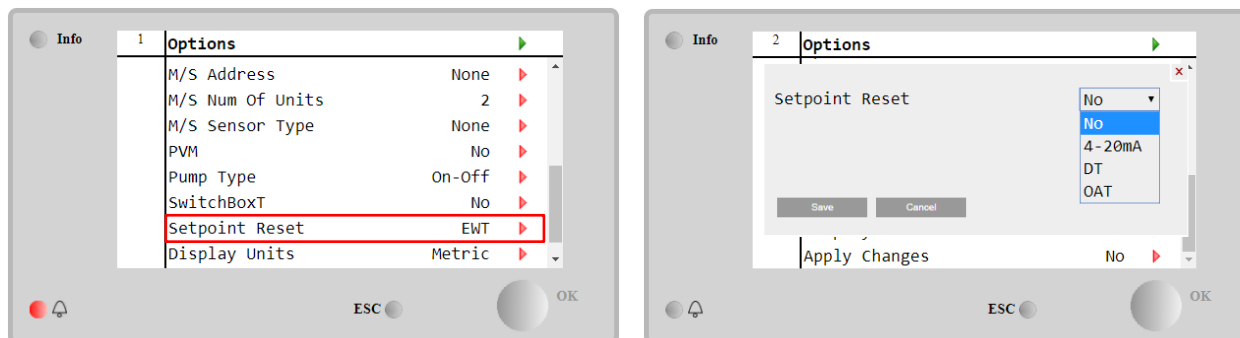 Info
1 Options
M/S Address None
M/S Num Of Units 2
M/S Sensor Type None
PVM No
Pump Type On-Off
SwitchBoxT No
Setpoint Reset EWT
Display Units Metric
ESC
OK
Info
2 Options
x
Setpoint Reset No
No
4-20mA
DT
OAT
Save Cancel
Apply Changes No
ESC
OK